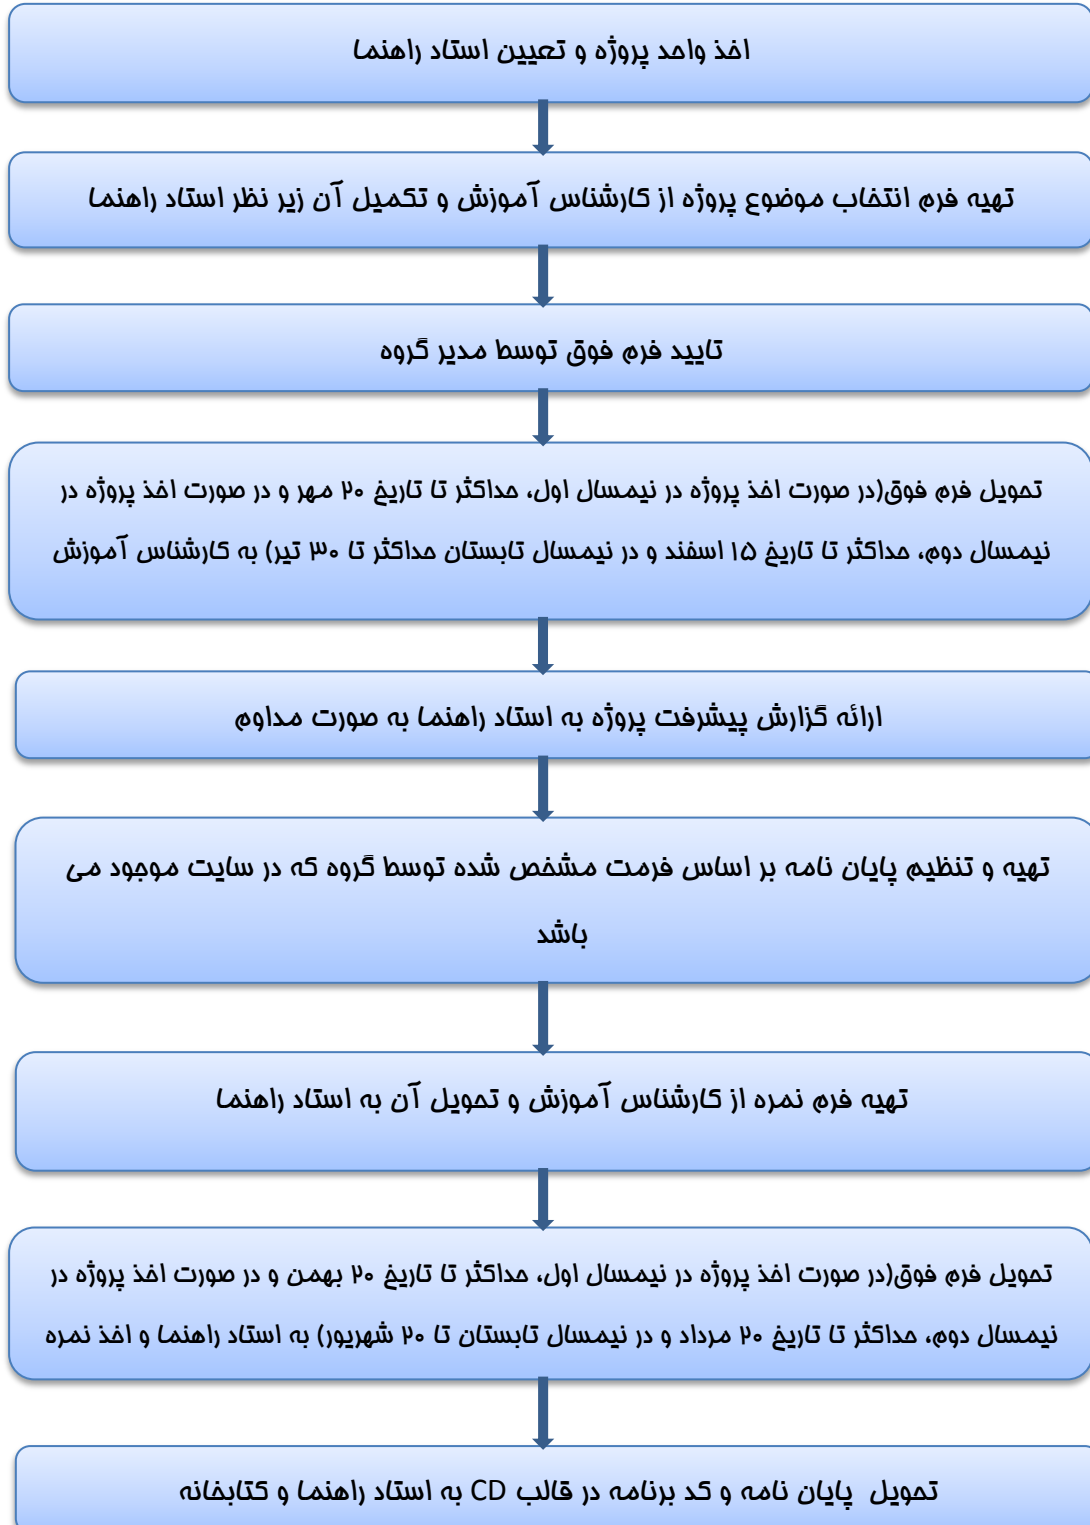 اخذ واحد پروژه و تعیین استاد راهنما
تهیه فرم انتخاب موضوع پروژه از کارشناس آموزش و تکمیل آن زیر نظر استاد راهنما
تایید فرم فوق توسط مدیر گروه
تحویل فرم فوق(در صورت اخذ پروژه در نیمسال اول، حداکثر تا تاریخ ۲۰ مهر و در صورت اخذ پروژه در
نیمسال دوم، حداکثر تا تاریخ ۱۵ اسفند و در نیمسال تابستان حداکثر تا ۳۰ تیر) به کارشناس آموزش
ارائه گزارش پیشرفت پروژه به استاد راهنما به صورت مداوم
تهیه و تنظیم پایان نامه بر اساس فرمت مشخص شده توسط گروه که در سایت موجود می
باشد
تهیه فرم نمره از کارشناس آموزش و تحویل آن به استاد راهنما
تحویل فرم فوق(در صورت اخذ پروژه در نیمسال اول، حداکثر تا تاریخ ۲۰ بهمن و در صورت اخذ پروژه در
نیمسال دوم، حداکثر تا تاریخ ۲۰ مرداد و در نیمسال تابستان تا ۲۰ شهریور) به استاد راهنما و اخذ نمره
تحویل پایان نامه و کد برنامه در قالب CD به استاد راهنما و کتابخانه